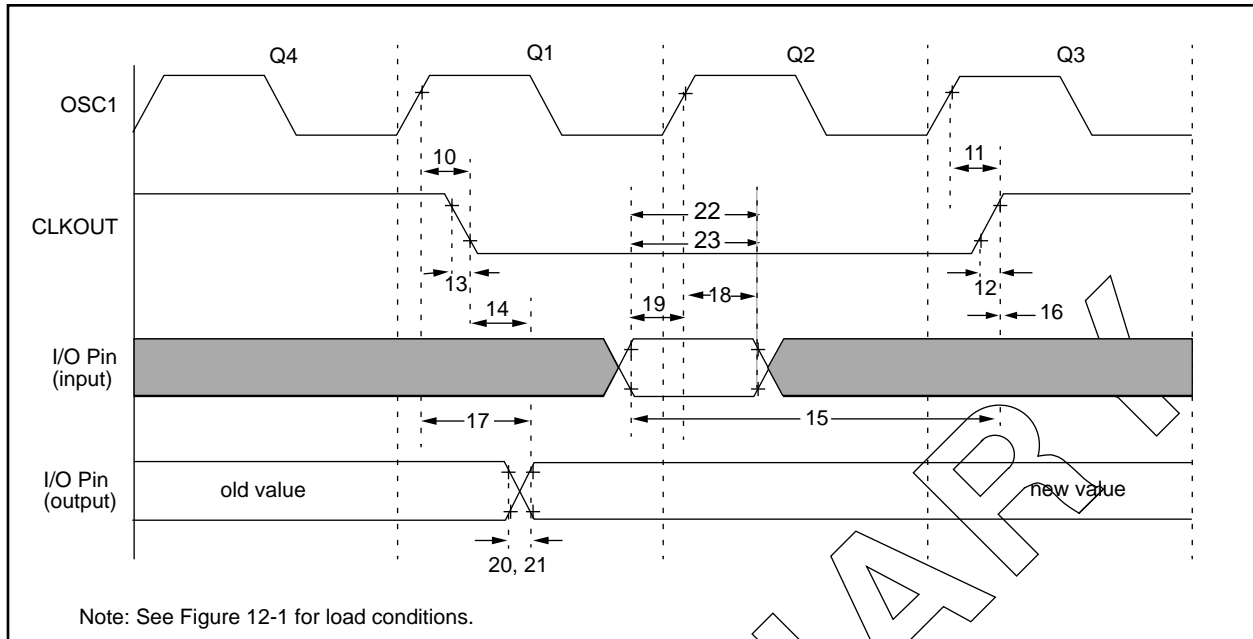 Q4 Q1 Q2 Q3
OSC1
10 11
CLKOUT
22
23
13 12
14 19 18 16
I/O Pin
(input)
17 15
I/O Pin
(output)
old value new value
20, 21
Note: See Figure 12-1 for load conditions.